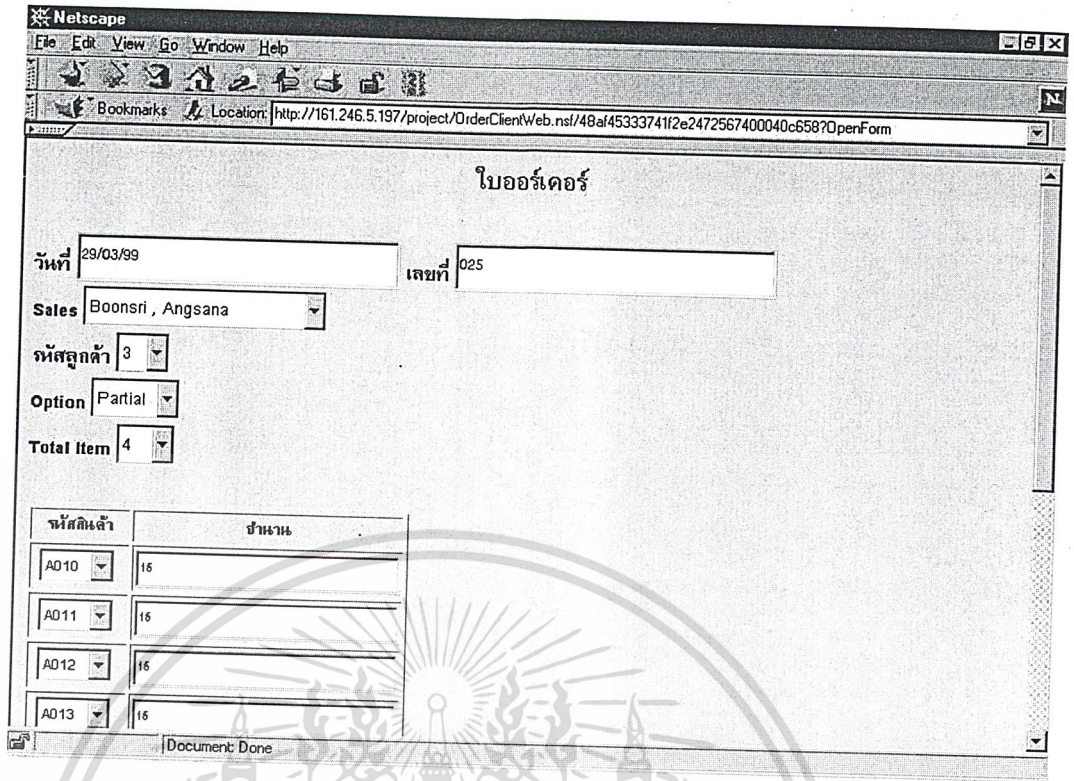 Netscape
File Edit View Go Window Help
Bookmarks Location: http://161.246.5.197/project/OrderClientWeb.nsf/48af45333741f2e2472567400040c658?OpenForm
ใบออร์เดอร์
วันที่ 29/03/99 เลขที่ 025
Sales Boonsri , Angsana
รหัสลูกค้า 3
Option Partial
Total Item 4
รหัสสินค้า จำนวน
A010 15
A011 15
A012 15
A013 15
Document: Done